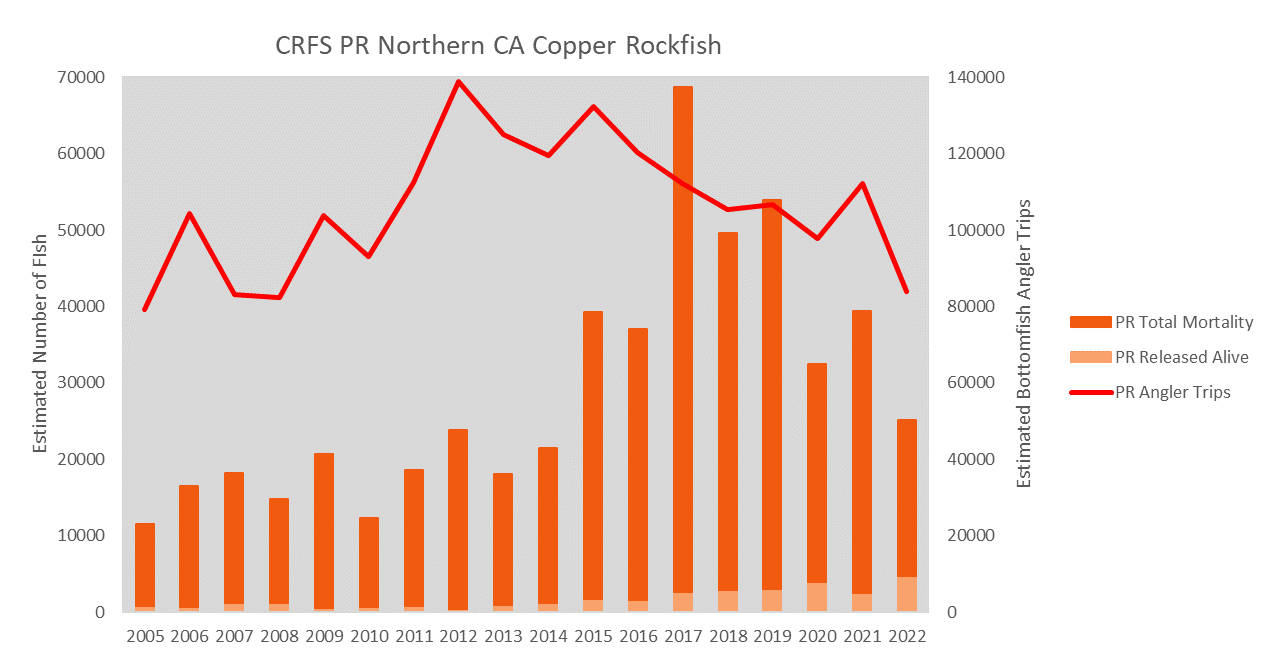 CRFS PR Northern CA Copper Rockfish
Estimated Number of FIsh
70000
60000
50000
40000
30000
20000
10000
0
140000
120000
100000
80000
60000
40000
20000
0
Estimated Bottomfish Angler Trips
2005 2006 2007 2008 2009 2010 2011 2012 2013 2014 2015 2016 2017 2018 2019 2020 2021 2022
PR Total Mortality
PR Released Alive
PR Angler Trips